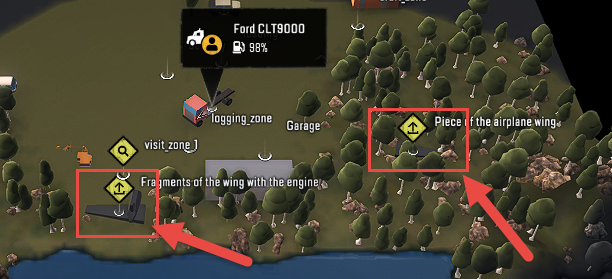 Ford CLT9000
98%
logging_zone
Garage
Piece of the airplane wing
visit_zone_1
Fragments of the wing with the engine